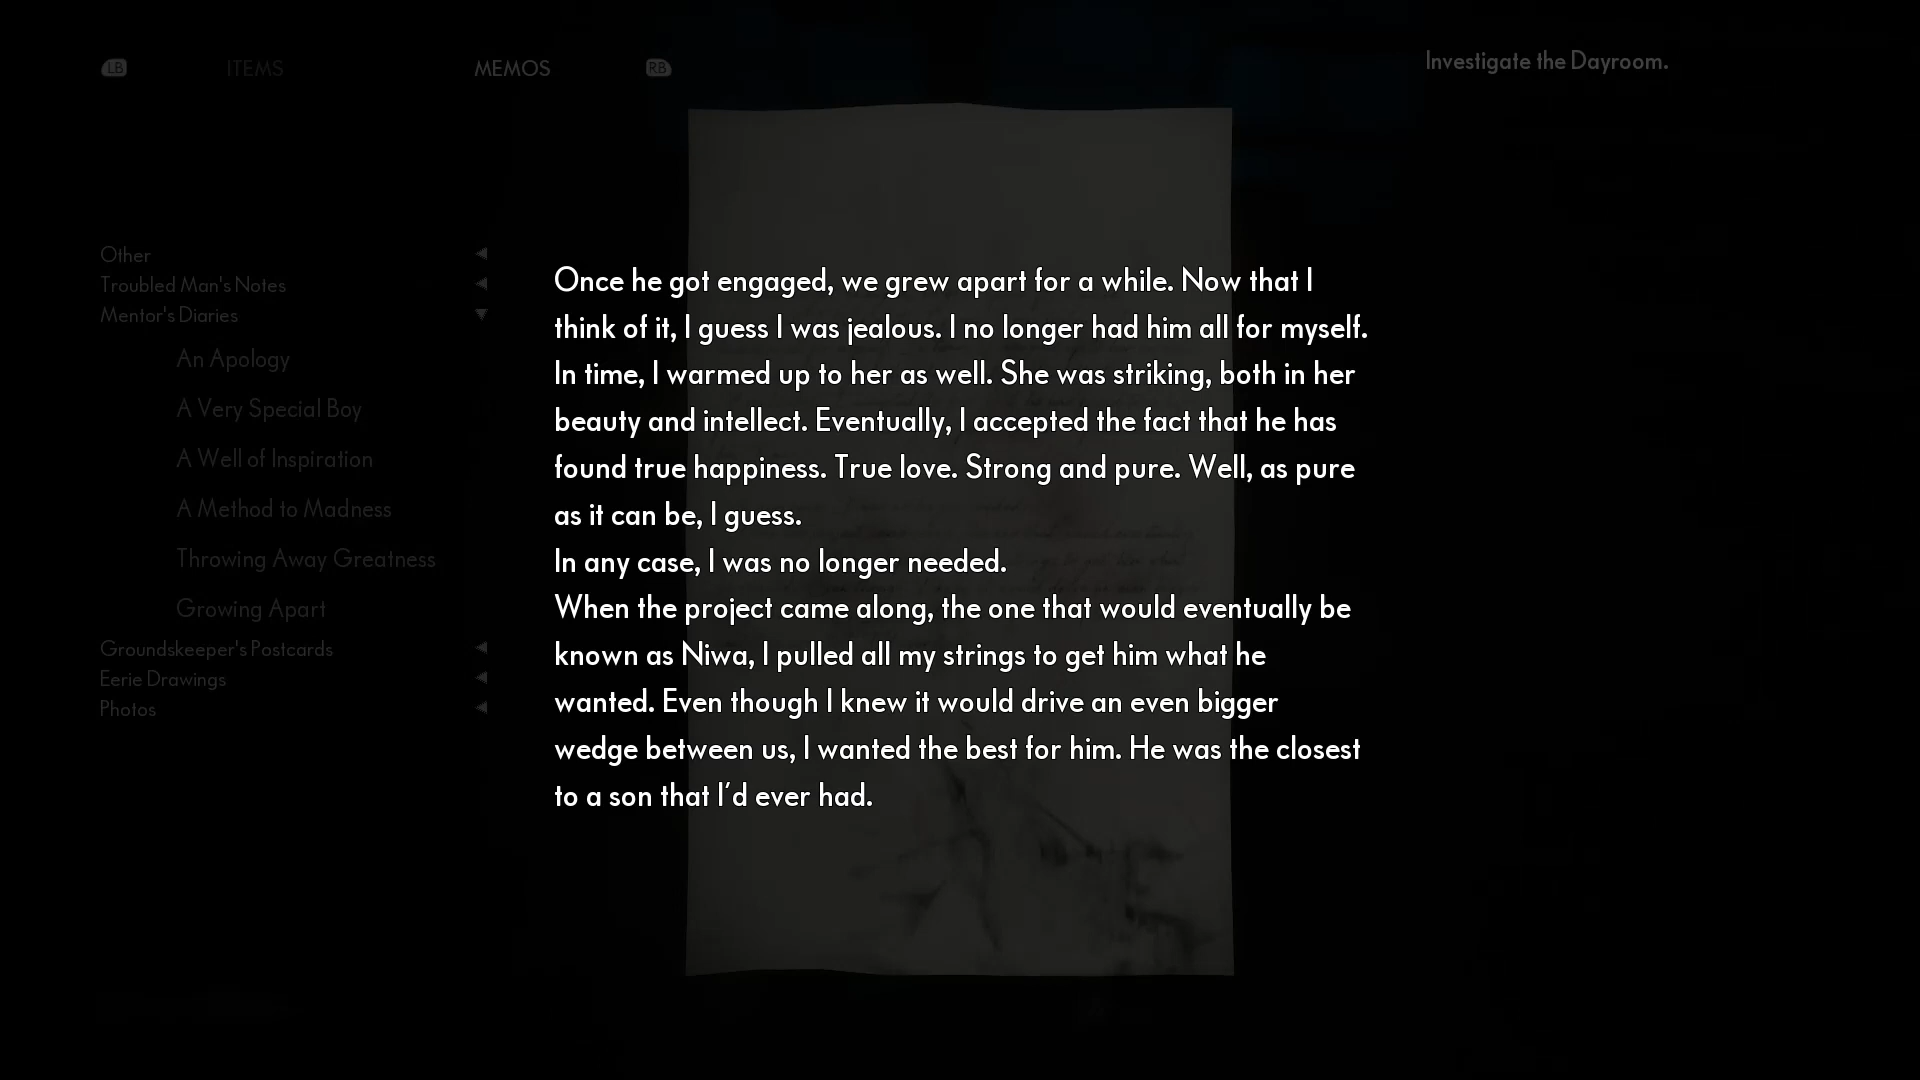 LB
ITEMS
MEMOS
RB
Investigate the Dayroom.
Other
Troubled Man's Notes
Mentor's Diaries
An Apology
A Very Special Boy
A Well of Inspiration
A Method to Madness
Throwing Away Greatness
Growing Apart
Groundskeeper's Postcards
Eerie Drawings
Photos
Once he got engaged, we grew apart for a while. Now that I
think of it, I guess I was jealous. I no longer had him all for myself.
In time, I warmed up to her as well. She was striking, both in her
beauty and intellect. Eventually, I accepted the fact that he has
found true happiness. True love. Strong and pure. Well, as pure
as it can be, I guess.
In any case, I was no longer needed.
When the project came along, the one that would eventually be
known as Niwa, I pulled all my strings to get him what he
wanted. Even though I knew it would drive an even bigger
wedge between us, I wanted the best for him. He was the closest
to a son that I´d ever had.